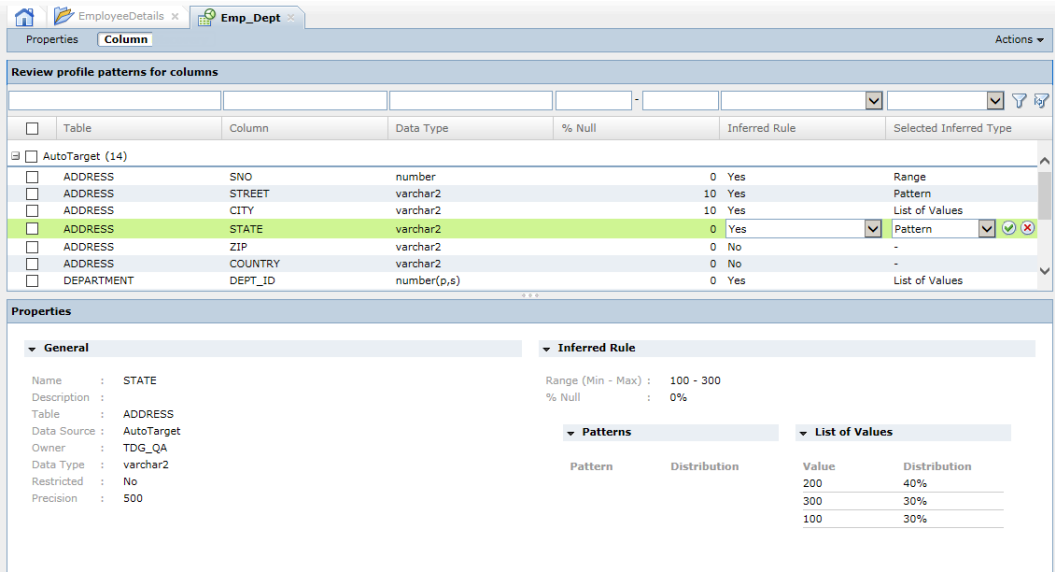 EmployeeDetails × Emp_Dept ×
Properties Column Actions
Review profile patterns for columns
-
Table Column Data Type % Null Inferred Rule Selected Inferred Type
AutoTarget (14)
ADDRESS SNO number 0 Yes Range
ADDRESS STREET varchar2 10 Yes Pattern
ADDRESS CITY varchar2 10 Yes List of Values
ADDRESS STATE varchar2 0 Yes Pattern
ADDRESS ZIP varchar2 0 No -
ADDRESS COUNTRY varchar2 0 No -
DEPARTMENT DEPT_ID number(p,s) 0 Yes List of Values
Properties
General
Name : STATE
Description :
Table : ADDRESS
Data Source : AutoTarget
Owner : TDG_QA
Data Type : varchar2
Restricted : No
Precision : 500
Inferred Rule
Range (Min - Max) : 100 - 300
% Null : 0%
Patterns
Pattern Distribution
List of Values
Value Distribution
200 40%
300 30%
100 30%